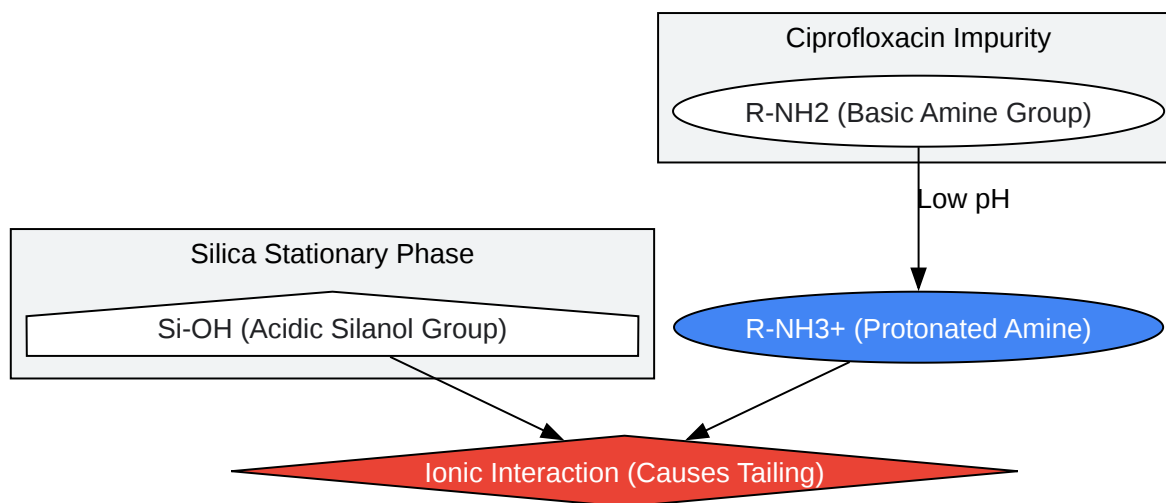 Ciprofloxacin Impurity
R-NH2 (Basic Amine Group)
Low pH
Silica Stationary Phase
Si-OH (Acidic Silanol Group)
R-NH3+ (Protonated Amine)
Ionic Interaction (Causes Tailing)